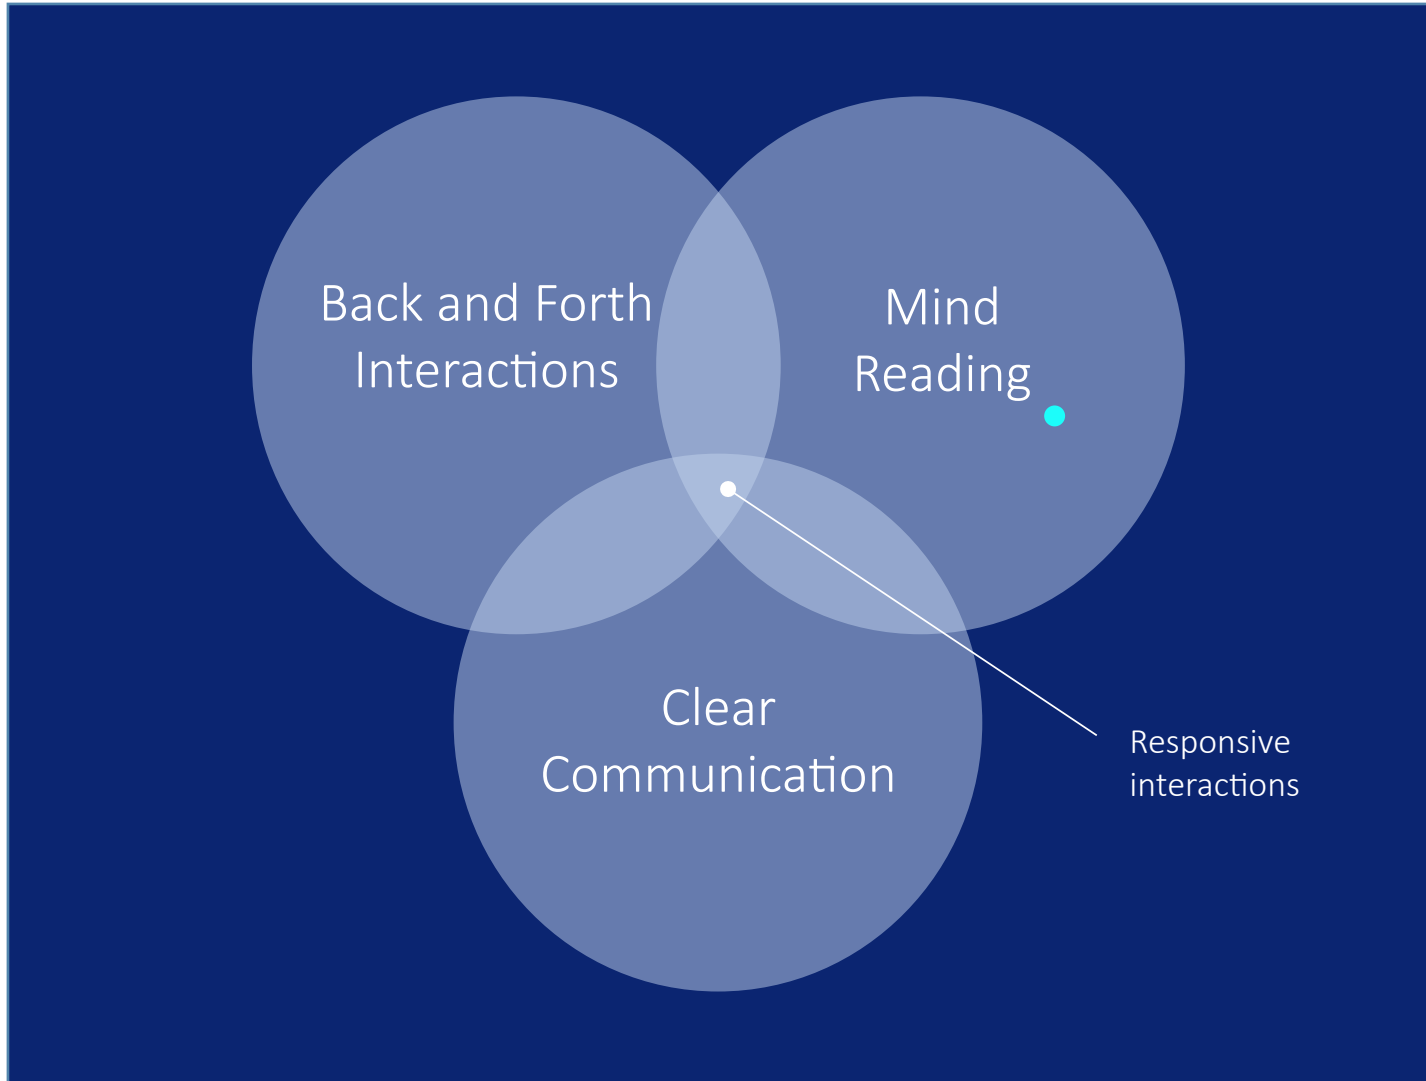 Back and Forth
Interactions
Mind
Reading
Clear
Communication
Responsive
interactions